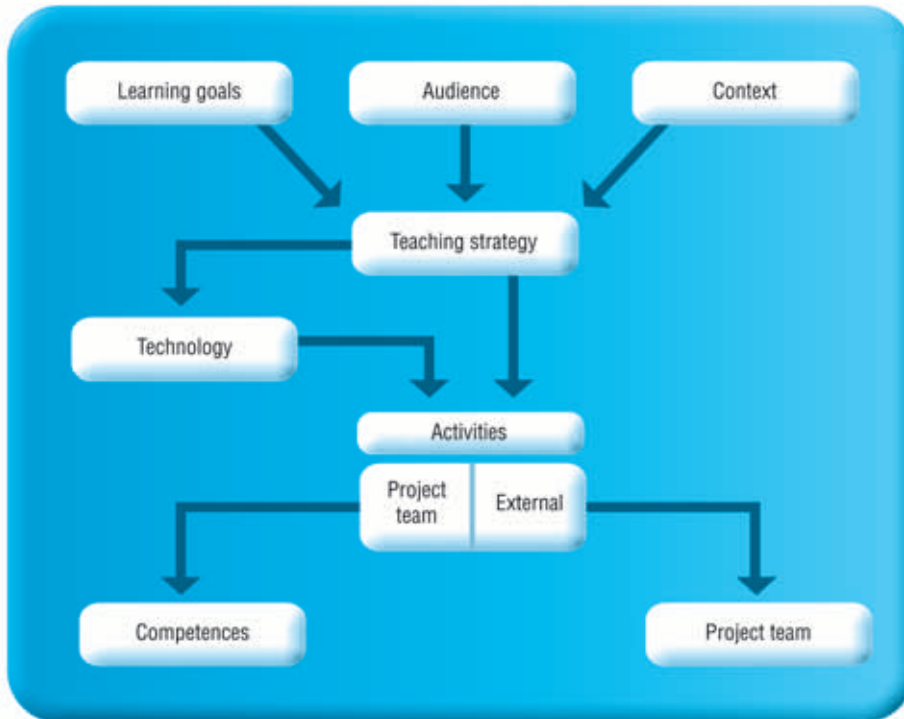 Learning goals
Audience
Context
Teaching strategy
Technology
Activities
Project
team
External
Competences
Project team